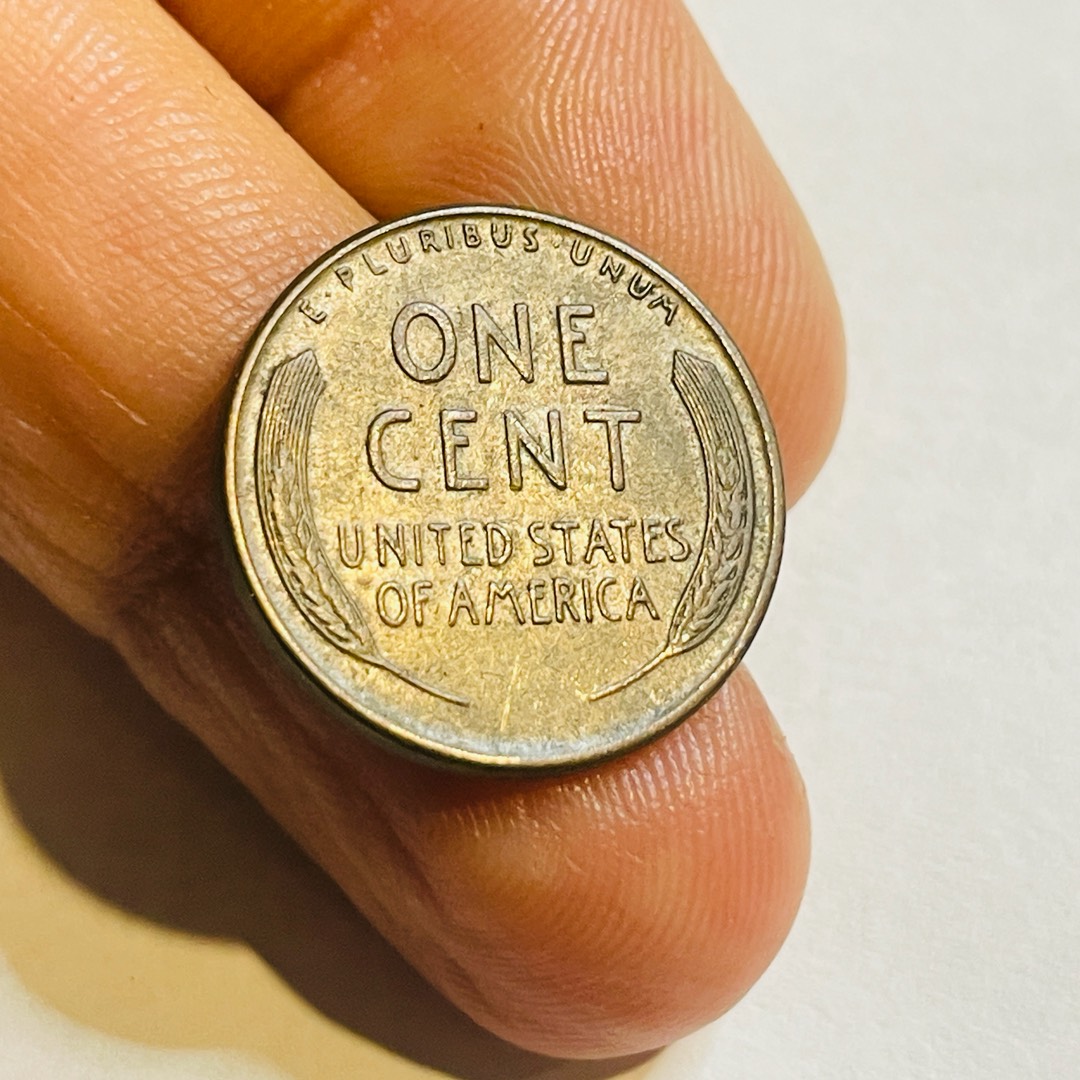 E·PLURIBUS·UNUM
ONE
CENT
UNITED STATES
OF AMERICA